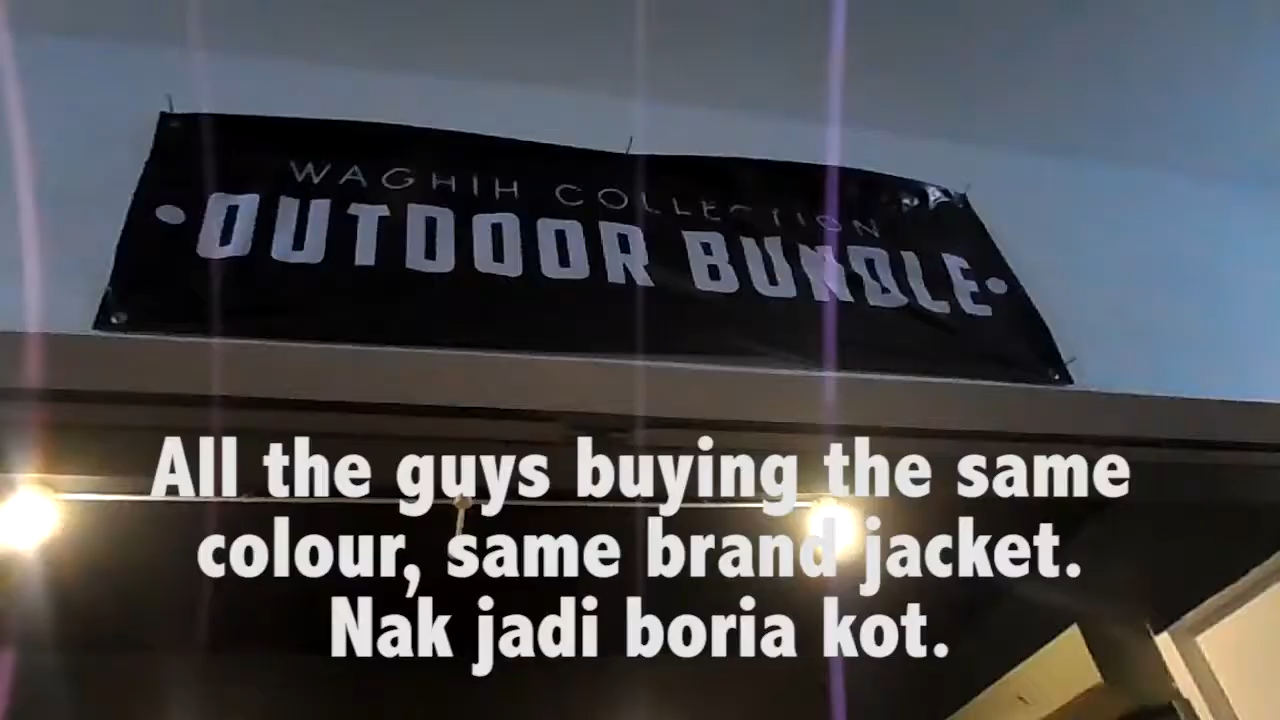 WAGHIH COLLECTION
• OUTDOOR BUNDLE •
All the guys buying the same
colour, same brand jacket.
Nak jadi boria kot.